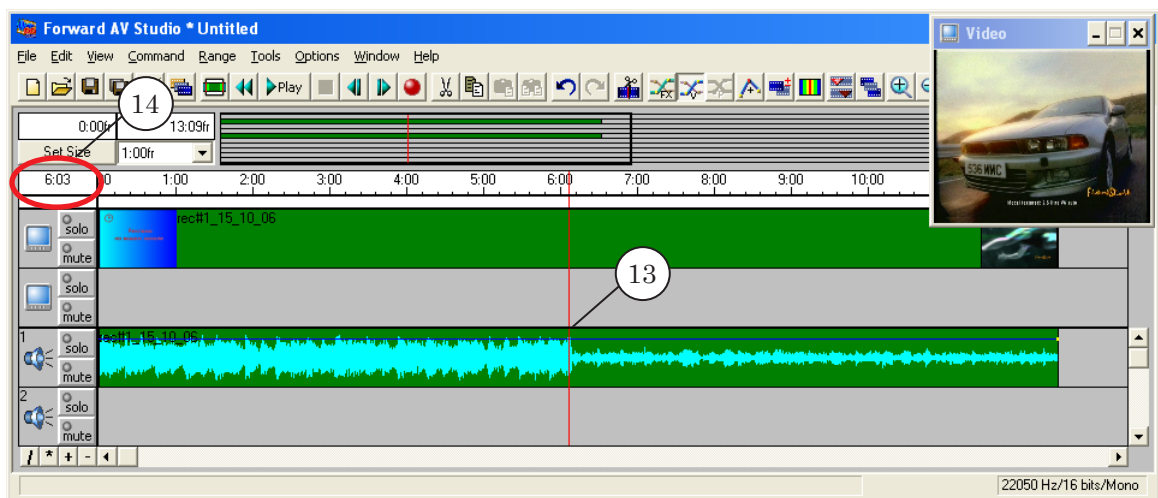 Forward AV Studio * Untitled
Video
File Edit View Command Range Tools Options Window Help
Play
FX
14
0:00fr 13:09fr
Set Size 1:00fr
6:03 00 1:00 2:00 3:00 4:00 5:00 6:00 7:00 8:00 9:00 10:00
536 MMC
solo rec#1_15_10_06
mute
solo
13
mute
1 solo rec#1_15_10_06
mute
2 solo
mute
/ * + -
22050 Hz/16 bits/Mono